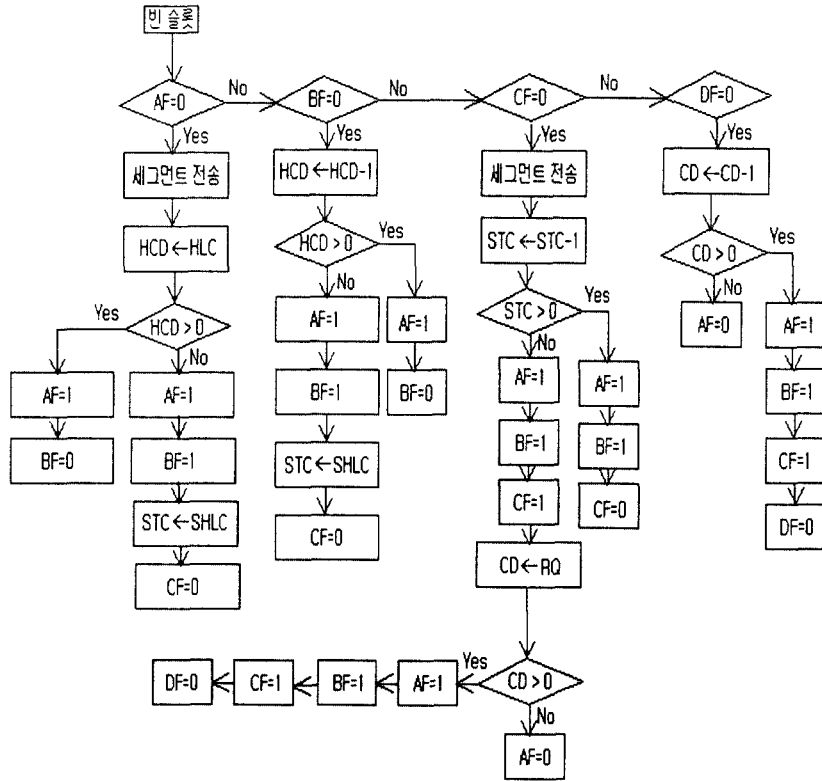 빈 슬롯
AF=0
No
BF=0
No
CF=0
No
DF=0
Yes
Yes
Yes
Yes
세그먼트 전송
HCD←HCD-1
세그먼트 전송
CD←CD-1
HCD←HLC
HCD>0
Yes
STC←STC-1
CD>0
Yes
No
No
Yes
HCD>0
No
AF=1
AF=1
STC>0
Yes
No
AF=0
AF=1
AF=1
AF=1
BF=1
BF=0
AF=1
AF=1
BF=1
BF=0
BF=1
STC←SHLC
BF=1
BF=1
CF=1
STC←SHLC
CF=0
CF=1
CF=0
DF=0
CF=0
CD←RQ
DF=0
CF=1
BF=1
AF=1
Yes
CD>0
No
AF=0